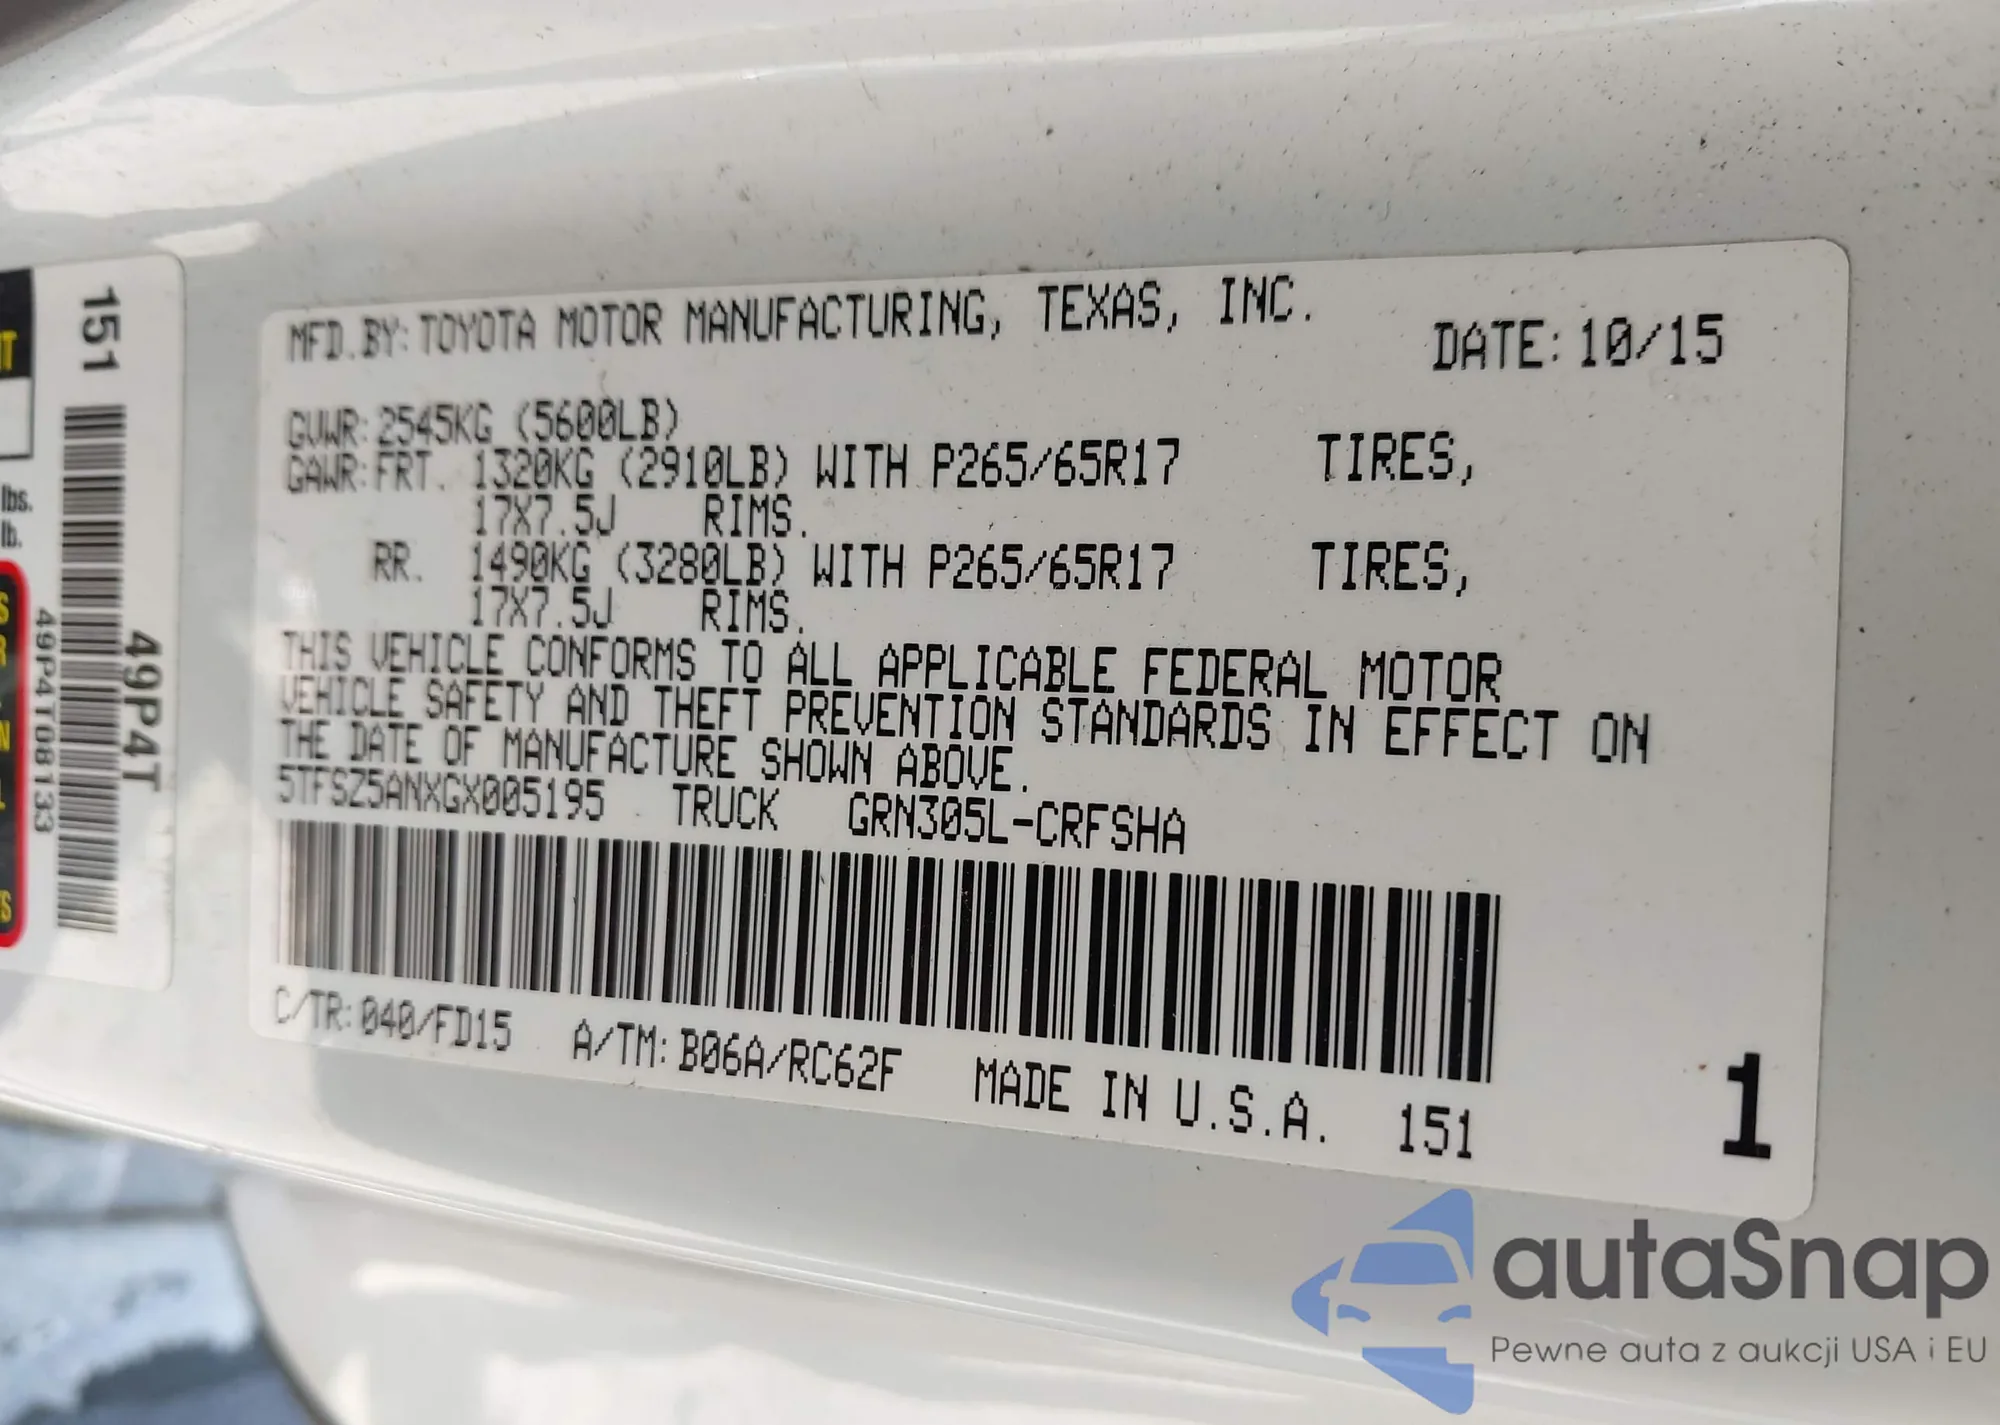 MFD.BY: TOYOTA MOTOR MANUFACTURING, TEXAS, INC. DATE: 10/15
GVWR: 2545KG (5600LB)
GAWR: FRT. 1320KG (2910LB) WITH P265/65R17 TIRES,
17X7.5J RIMS.
RR. 1490KG (3280LB) WITH P265/65R17 TIRES,
17X7.5J RIMS.
THIS VEHICLE CONFORMS TO ALL APPLICABLE FEDERAL MOTOR
VEHICLE SAFETY AND THEFT PREVENTION STANDARDS IN EFFECT ON
THE DATE OF MANUFACTURE SHOWN ABOVE.
5TFSZ5ANXGX005195 TRUCK GRN305L-CRFSHA
C/TR: 040/FD15 A/TM: B06A/RC62F MADE IN U.S.A. 151
1
151
49P4T
49P4T08133
lbs.
lb.
autaSnap
Pewne auta z aukcji USA i EU